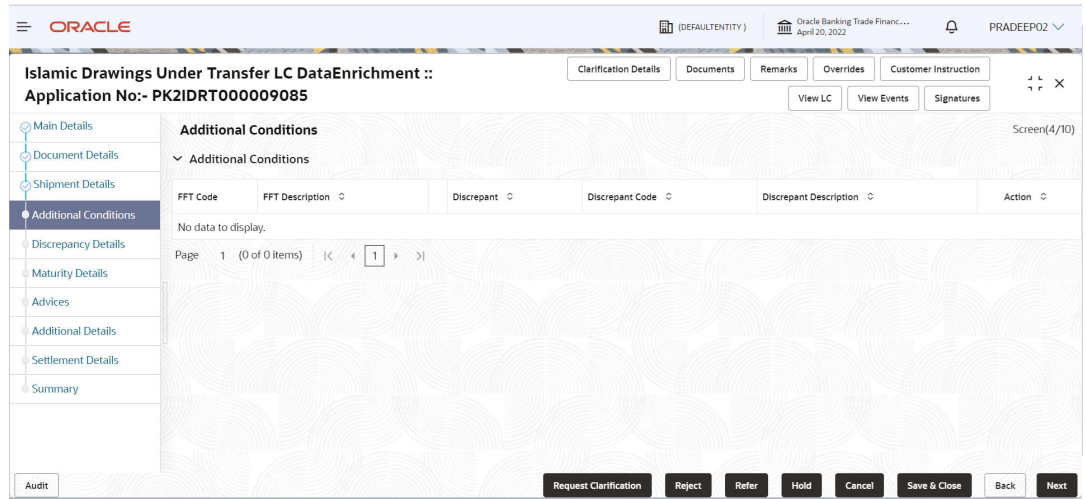 ORACLE
(DEFAULTENTITY )
Oracle Banking Trade Financ...
April 20, 2022
PRADEEP02
Islamic Drawings Under Transfer LC DataEnrichment ::
Application No:- PK2IDRT000009085
Clarification Details
Documents
Remarks
Overrides
Customer Instruction
View LC
View Events
Signatures
Main Details
Document Details
Shipment Details
Additional Conditions
Discrepancy Details
Maturity Details
Advices
Additional Details
Settlement Details
Summary
Additional Conditions
Screen(4/10)
Additional Conditions
FFT Code FFT Description Discrepant Discrepant Code Discrepant Description Action
No data to display.
Page 1 (0 of 0 items) 1
Audit
Request Clarification
Reject
Refer
Hold
Cancel
Save & Close
Back
Next